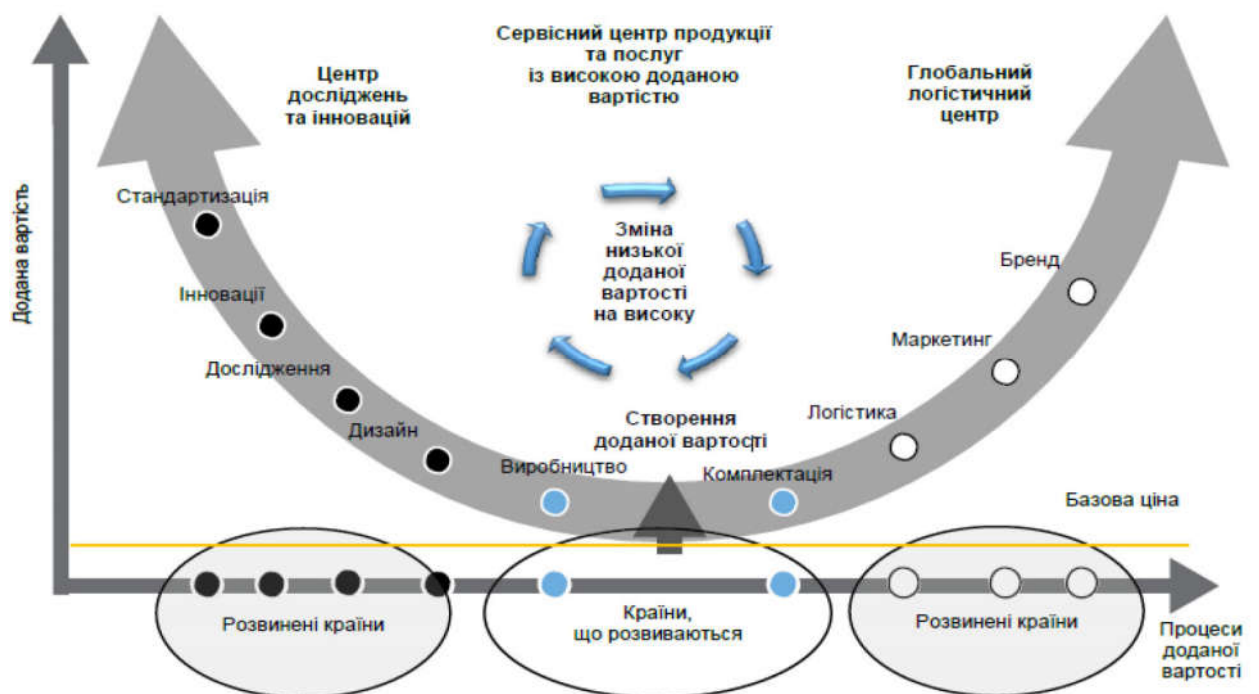 Сервісний центр продукції
та послуг
із високою доданою
вартістю
Центр
досліджень
та інновацій
Глобальний
логістичний
центр
Додана вартість
Стандартизація
Інновації
Дослідження
Дизайн
Виробництво
Зміна
низької
доданої
вартості
на високу
Створення
доданої вартості
Комплектація
Логістика
Маркетинг
Бренд
Базова ціна
Розвинені країни
Країни,
що розвиваються
Розвинені країни
Процеси
доданої
вартості